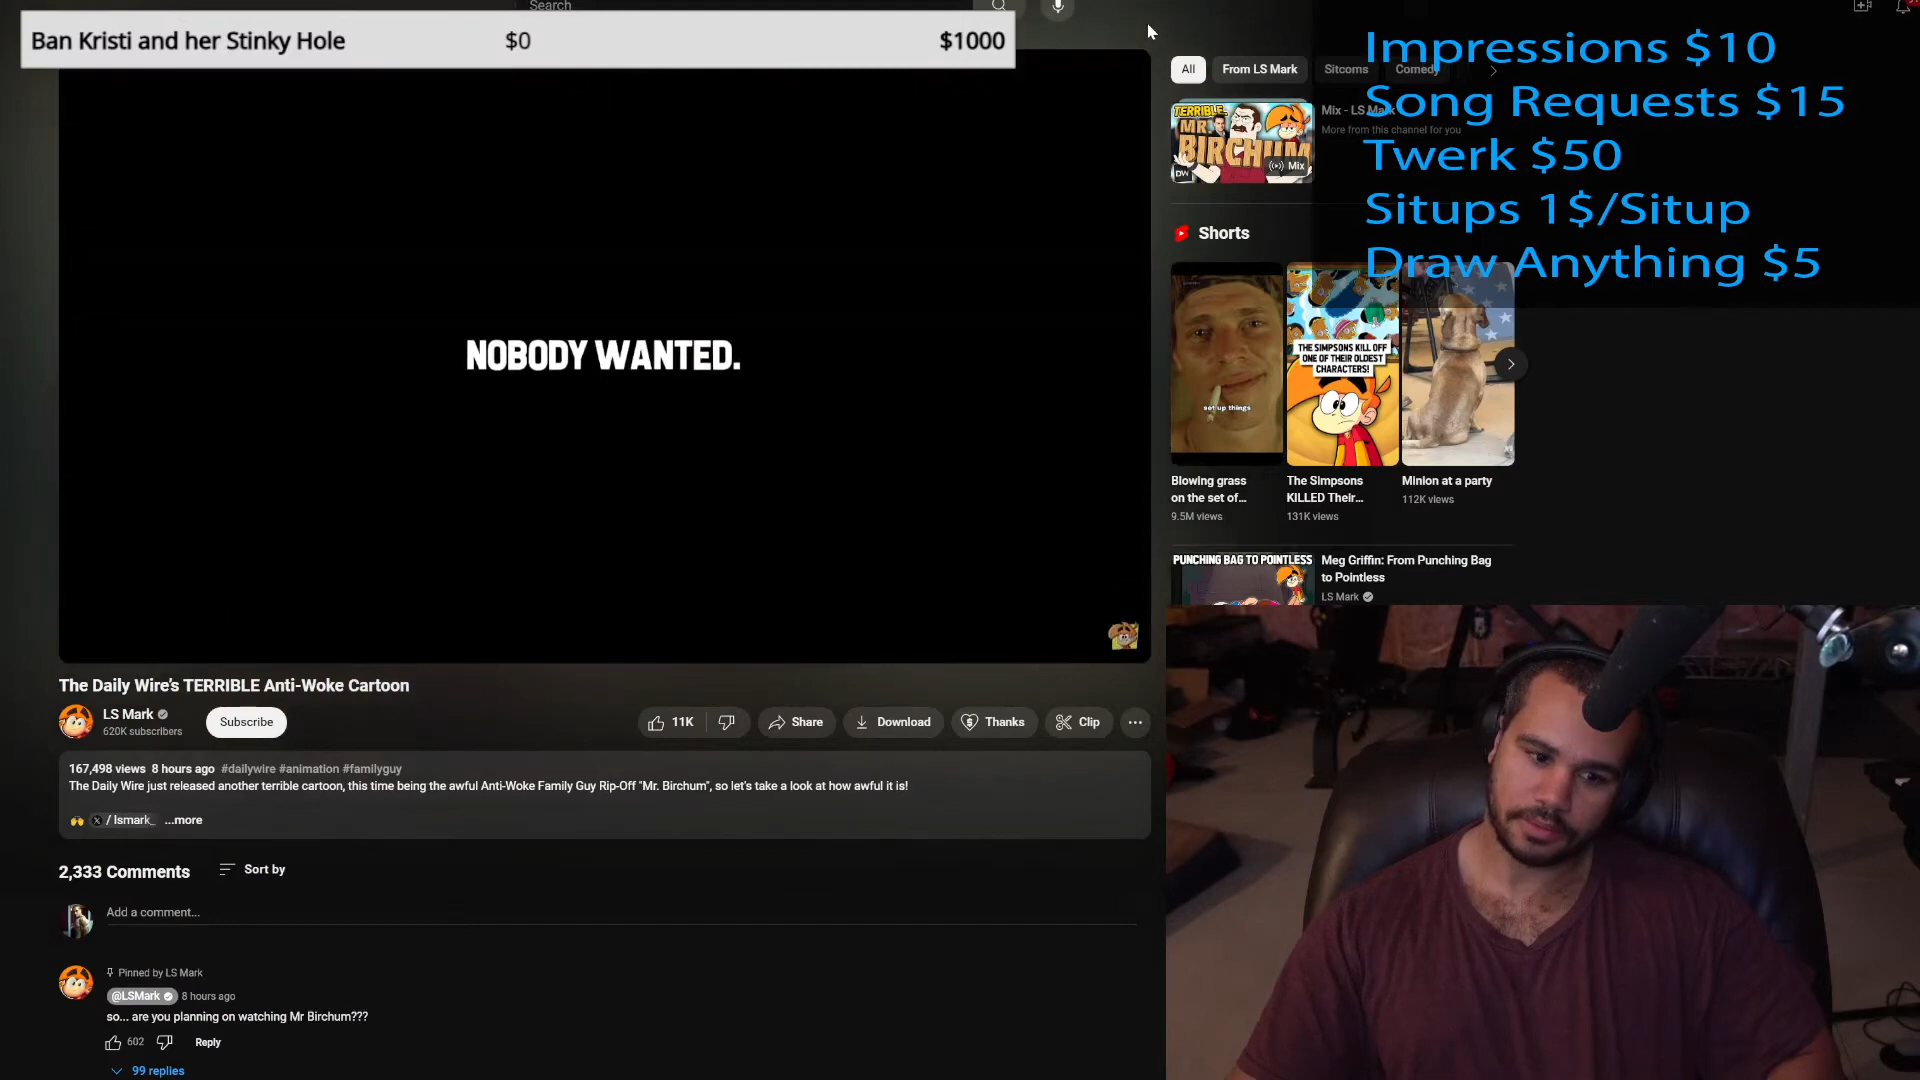 Search
Ban Kristi and her Stinky Hole $0 $1000
Impressions $10
Song Requests $15
Twerk $50
Situps 1$/Situp
Draw Anything $5
NOBODY WANTED.
All From LS Mark Sitcoms Comedy
TERRIBLE
MR
BIRCHUM
DW
Mix
Mix - LS Mark
More from this channel for you
Shorts
set up things
THE SIMPSONS KILL OFF
ONE OF THEIR OLDEST
CHARACTERS!
Blowing grass
on the set of...
9.5M views
The Simpsons
KILLED Their...
131K views
Minion at a party
112K views
PUNCHING BAG TO POINTLESS
Meg Griffin: From Punching Bag
to Pointless
LS Mark
The Daily Wire's TERRIBLE Anti-Woke Cartoon
LS Mark
620K subscribers
Subscribe
11K
Share
Download
Thanks
Clip
167,498 views 8 hours ago #dailywire #animation #familyguy
The Daily Wire just released another terrible cartoon, this time being the awful Anti-Woke Family Guy Rip-Off "Mr. Birchum", so let's take a look at how awful it is!
/ lsmark_ ...more
2,333 Comments Sort by
Add a comment...
Pinned by LS Mark
@LSMark 8 hours ago
so... are you planning on watching Mr Birchum???
602 Reply
99 replies